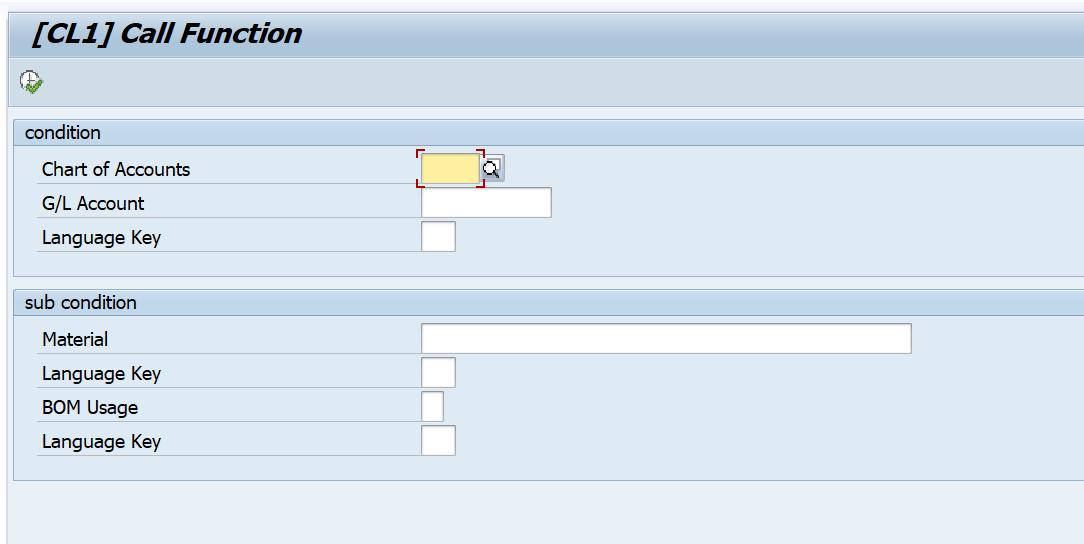 [CL1] Call Function
condition
Chart of Accounts
G/L Account
Language Key
sub condition
Material
Language Key
BOM Usage
Language Key